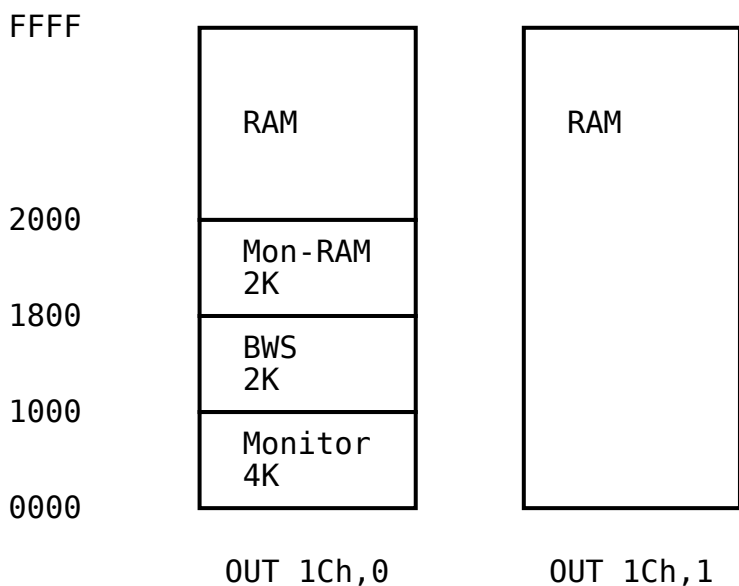 FFFF
RAM RAM
2000
Mon-RAM
2K
1800
BWS
2K
1000
Monitor
4K
0000
OUT 1Ch,0 OUT 1Ch,1